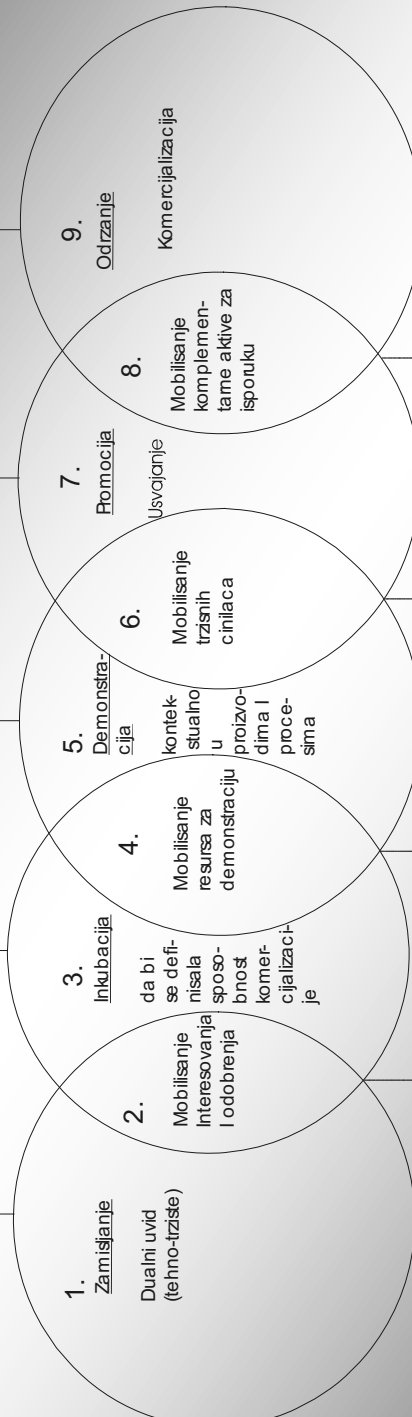 1.
Zamisljanje
Dualni uvid
(tehno-trziste)
2.
Mobilisanje
Interesovanja
I odobrenja
3.
Inkubacija
da bi
se defi-
nisala
sposo-
bnost
komer-
cijalizaci-
je
4.
Mobilisanje
resursa za
demonstraciju
5.
Demonstra-
cija
kontek-
stualno
u
proizvo-
dima I
proce-
sima
6.
Mobilisanje
trzisnih
cinilaca
7.
Promocija
Usvajanje
8.
Mobilisanje
komplemen-
tarne aktive za
isporuku
9.
Odrzanje
Komercijalizacija